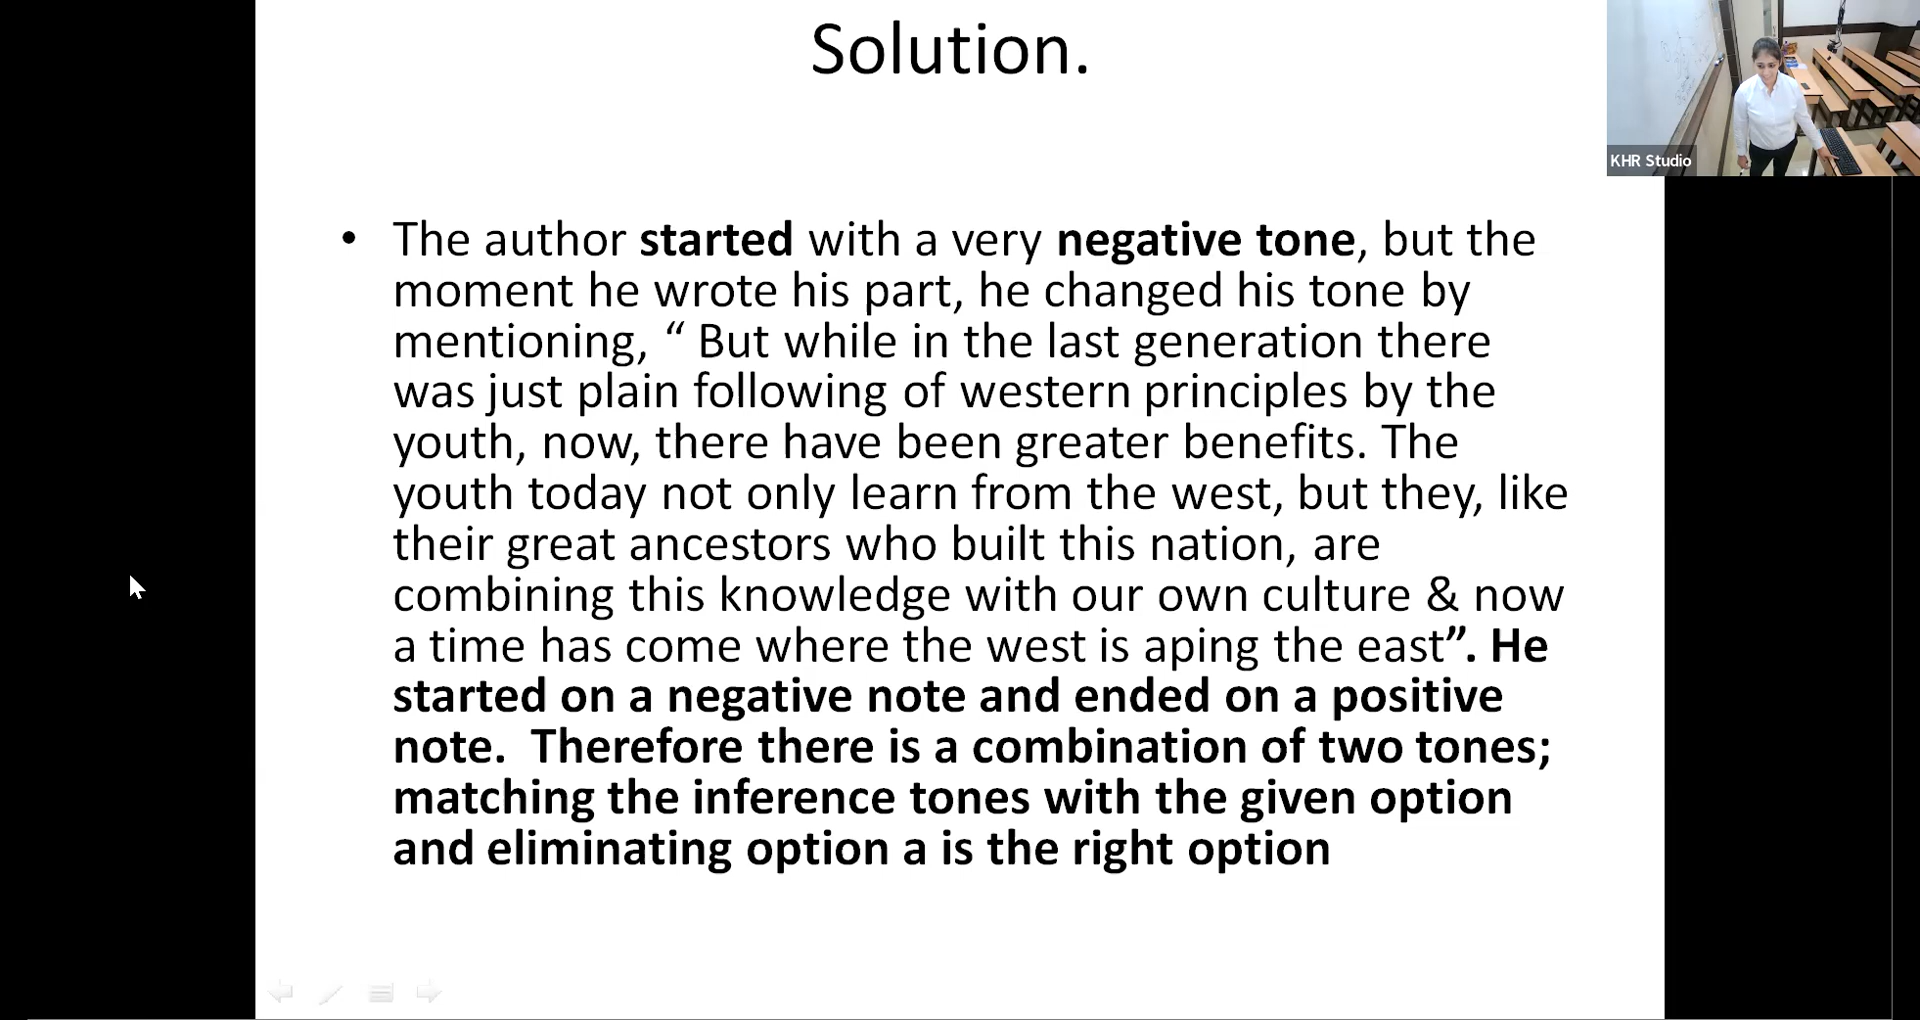 Solution.
KHR Studio
• The author started with a very negative tone, but the
moment he wrote his part, he changed his tone by
mentioning, “ But while in the last generation there
was just plain following of western principles by the
youth, now, there have been greater benefits. The
youth today not only learn from the west, but they, like
their great ancestors who built this nation, are
combining this knowledge with our own culture & now
a time has come where the west is aping the east”. He
started on a negative note and ended on a positive
note.  Therefore there is a combination of two tones;
matching the inference tones with the given option
and eliminating option a is the right option